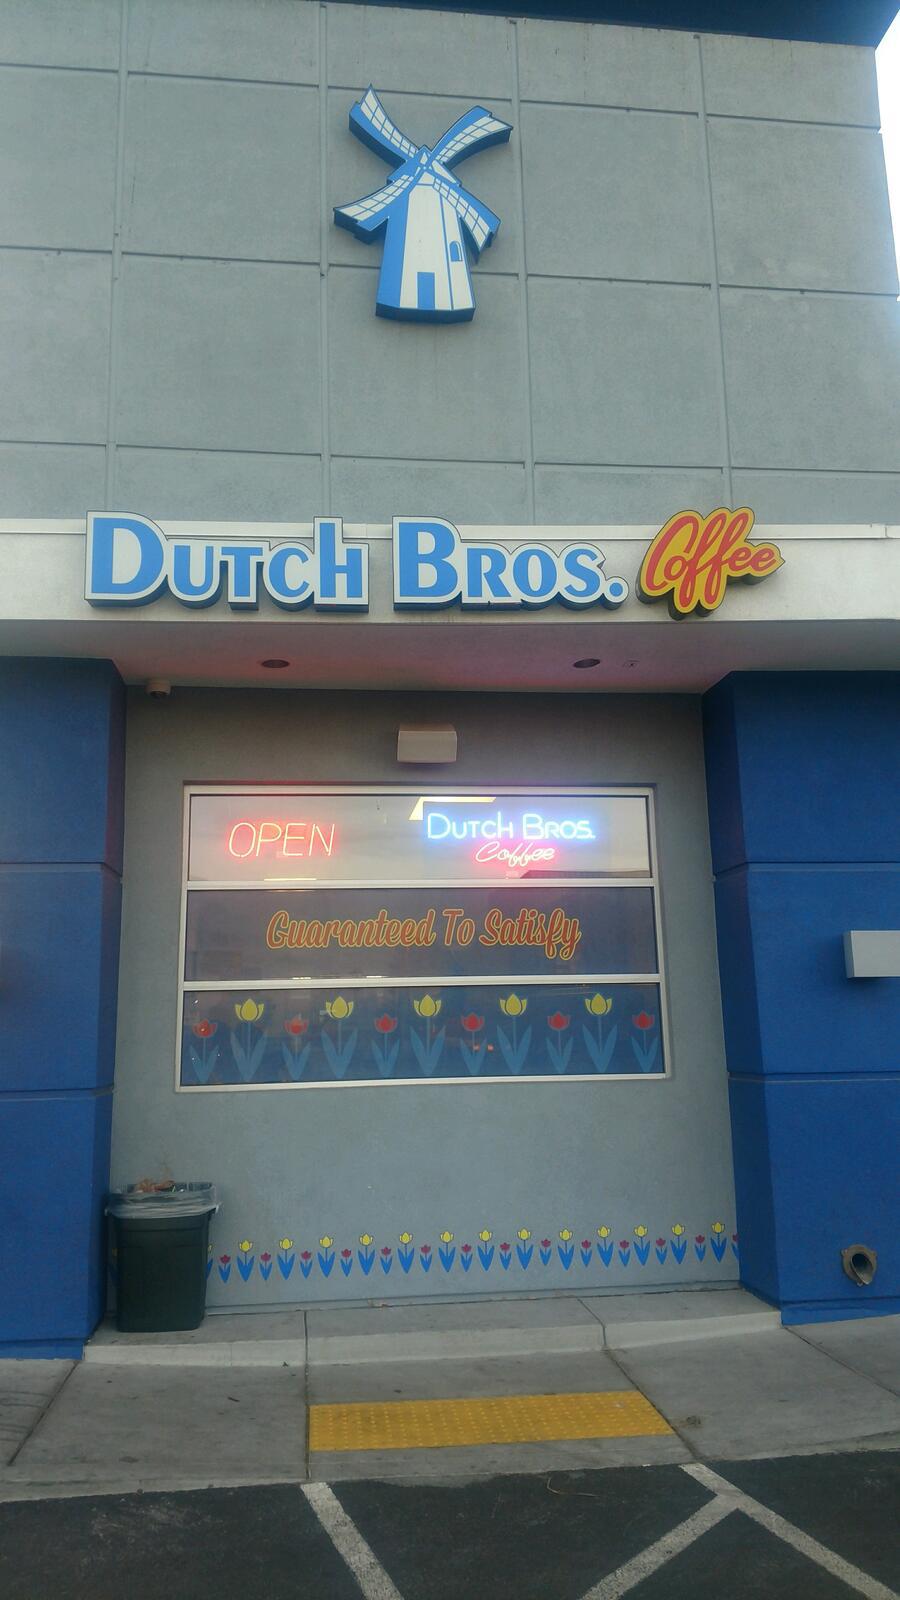 Dutch Bros. Coffee
OPEN
Dutch Bros.
Coffee
Guaranteed To Satisfy